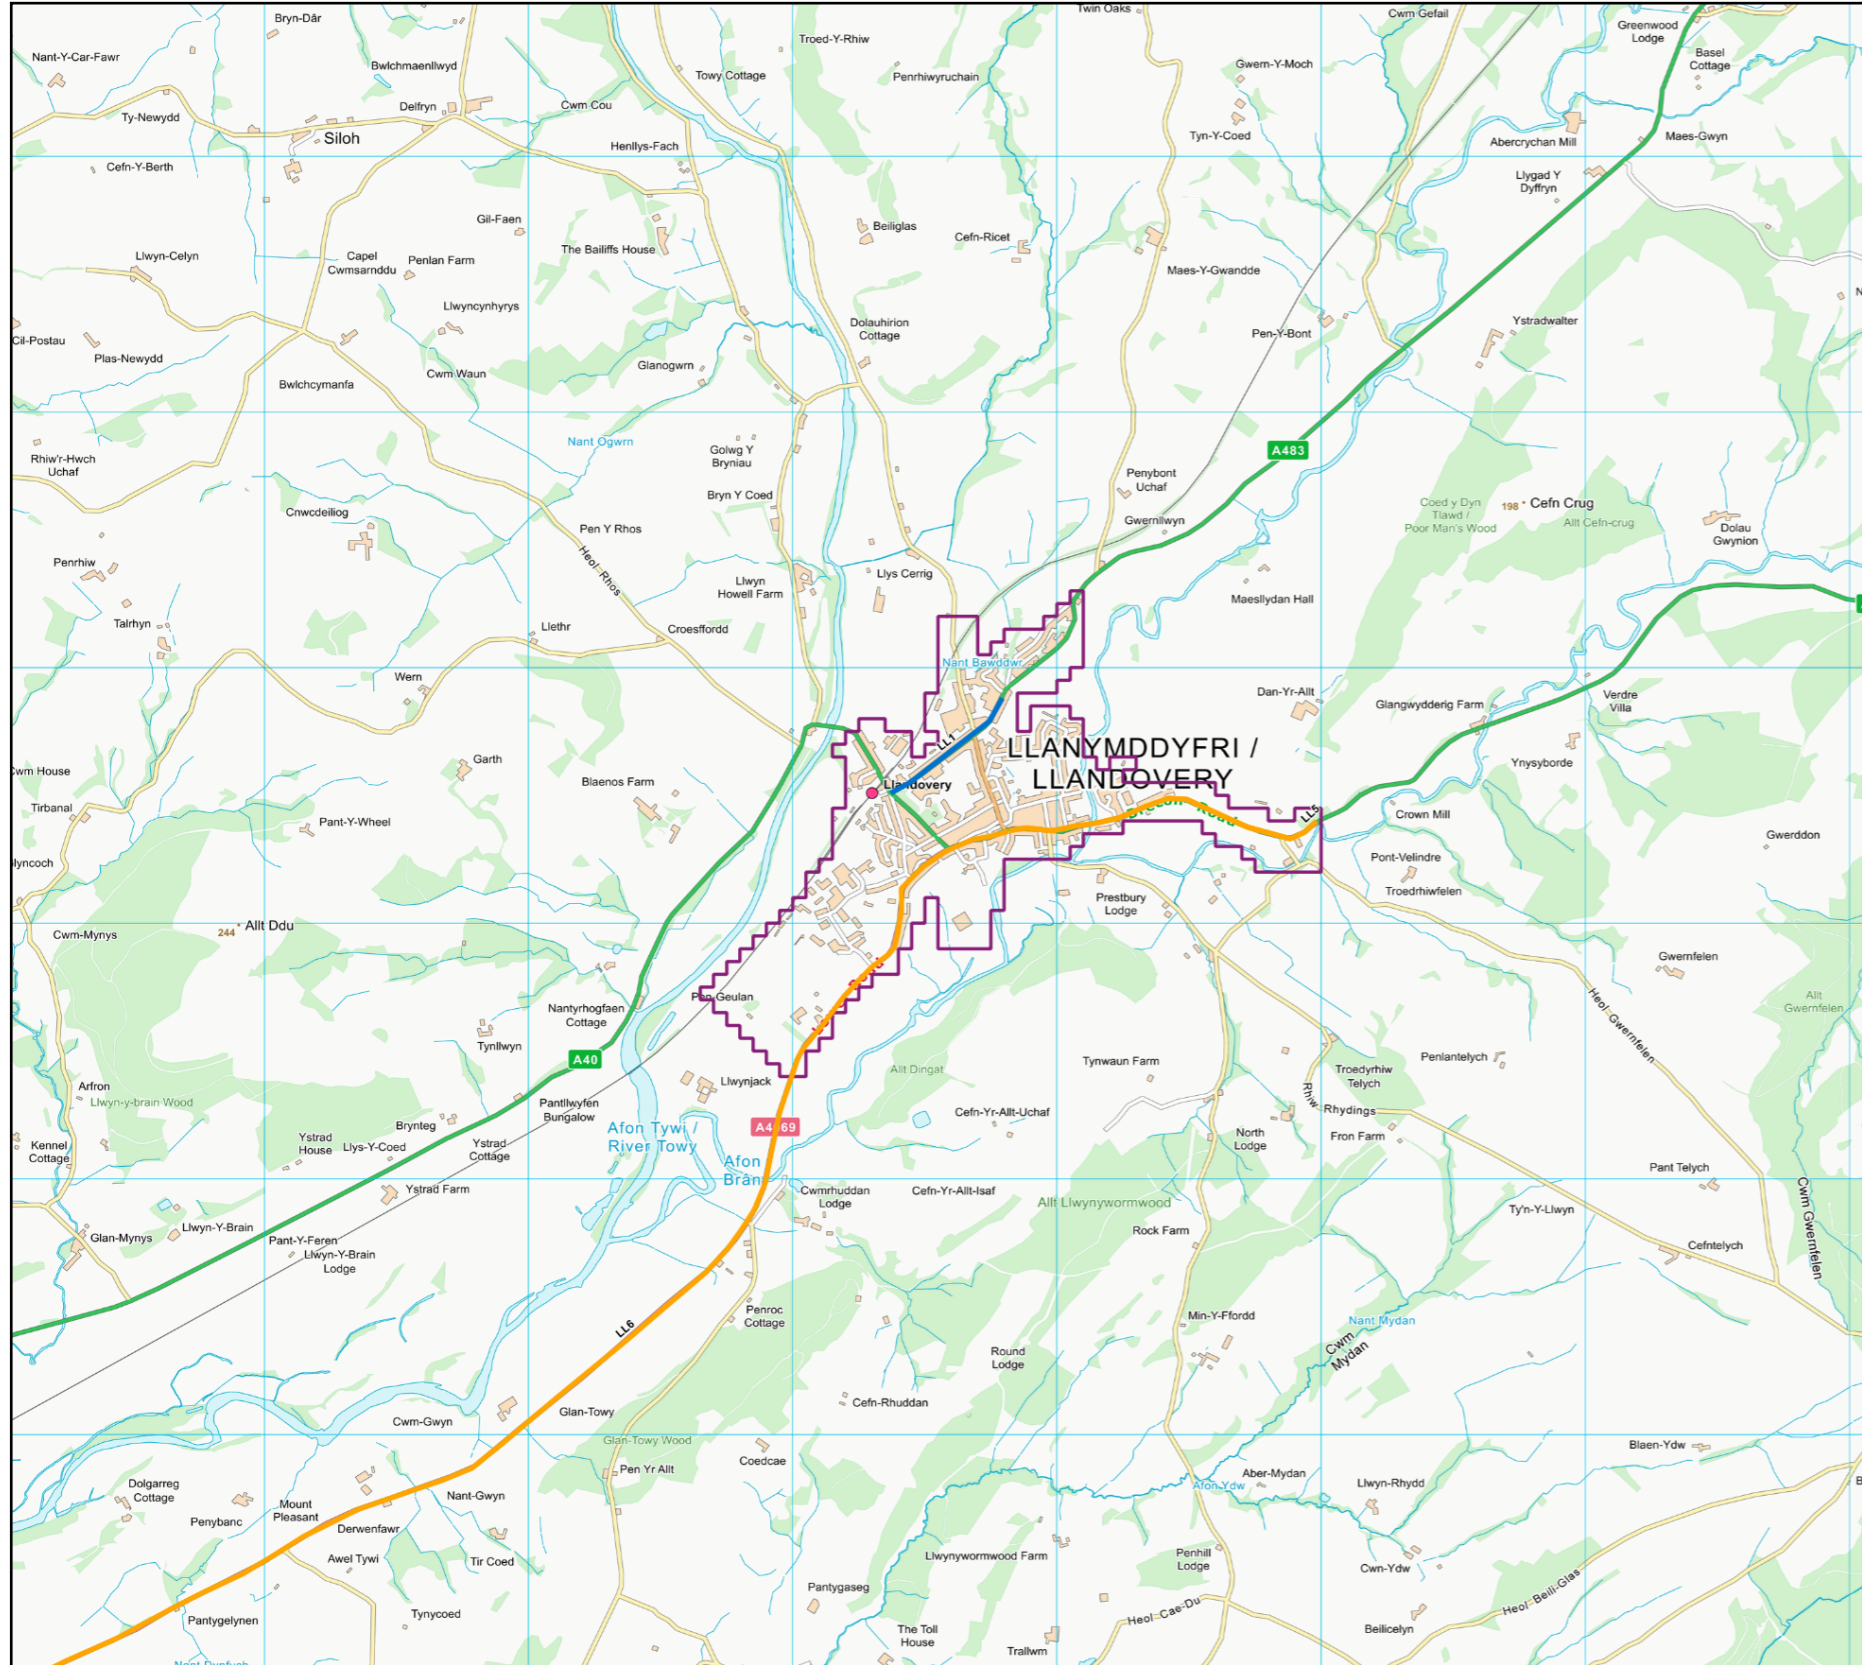 Twin Oaks
Cwm Gefail
Greenwood
Lodge
Bryn-Dâr
Troed-Y-Rhiw
Basel
Cottage
Nant-Y-Car-Fawr
Bwlchmaenllwyd
Towy Cottage
Penrhiwyruchain
Gwern-Y-Moch
Ty-Newydd
Delfryn
Cwm Cou
Siloh
Tyn-Y-Coed
Abercrychan Mill
Maes-Gwyn
Henllys-Fach
Cefn-Y-Berth
Llygad Y
Dyffryn
Gil-Faen
Beiliglas
Cefn-Ricet
The Bailiffs House
Llwyn-Celyn
Capel
Cwmsarnddu
Penlan Farm
Maes-Y-Gwandde
Llwyncynhyrys
Dolauhirion
Cottage
Pen-Y-Bont
Ystradwalter
Cil-Postau
Plas-Newydd
Glanogwrn
Cwm Waun
Bwlchcymanfa
Nant Ogwrn
Golwg Y
Bryniau
A483
Rhiw'r-Hwch
Uchaf
Penybont
Uchaf
Bryn Y Coed
Coed y Dyn
Tlawd /
Poor Man's Wood
198
Cefn Crug
Allt Cefn-crug
Cnwcdeiliog
Pen Y Rhos
Gwernllwyn
Dolau
Gwynion
Penrhiw
Heol Rhos
Llwyn
Howell Farm
Llys Cerrig
Maesllydan Hall
Talrhyn
Llethr
Croesffordd
Nant Bawddwr
Wern
Dan-Yr-Allt
Glangwydderig Farm
Verdre
Villa
LL1
LLANYMDDYFRI /
LLANDOVERY
Cwm House
Garth
Blaenos Farm
Llandovery
Ynysyborde
Tirbanal
Pant-Y-Wheel
Brecon Road
LL5
Crown Mill
Gwerddon
Pont-Velindre
Troedrhiwfelen
Prestbury
Lodge
244
Allt Ddu
Cwm-Mynys
Gwernfelen
Pen-Geulan
Nantyrhogfaen
Cottage
Heol Gwernfelen
Allt
Gwernfelen
Tynllwyn
A40
Allt Dingat
Tynwaun Farm
Penlantelych
Troedyrhiw
Telych
Arfron
Llwyn-y-brain Wood
Llwynjack
Pantllwyfen
Bungalow
Rhiw Rhydings
Cefn-Yr-Allt-Uchaf
Brynteg
Afon Tywi /
River Towy
North
Lodge
Fron Farm
Kennel
Cottage
Ystrad
House
Llys-Y-Coed
Ystrad
Cottage
Afon
Brân
Pant Telych
Ystrad Farm
Cwmrhuddan
Lodge
Cefn-Yr-Allt-Isaf
Allt Llwynywormwood
Ty'n-Y-Llwyn
Cwm Gwernfelen
Llwyn-Y-Brain
Rock Farm
Glan-Mynys
Pant-Y-Feren
Llwyn-Y-Brain
Lodge
Cefntelych
Penroc
Cottage
Min-Y-Ffordd
Nant Mydan
LL6
Cwm
Mydan
Round
Lodge
Cefn-Rhuddan
Cwm-Gwyn
Glan-Towy
Glan-Towy Wood
Coedcae
Blaen-Ydw
Pen Yr Allt
Aber-Mydan
Afon Ydw
Llwyn-Rhydd
Dolgarreg
Cottage
Nant-Gwyn
Mount
Pleasant
Penybanc
Derwenfawr
Awel Tywi
Tir Coed
Llwynywormwood Farm
Penhill
Lodge
Cwn-Ydw
Pantygaseg
Heol Beili-Glas
Heol Cae-Du
Pantygelynen
Tynycoed
The Toll
House
Beilicelyn
Trallwm